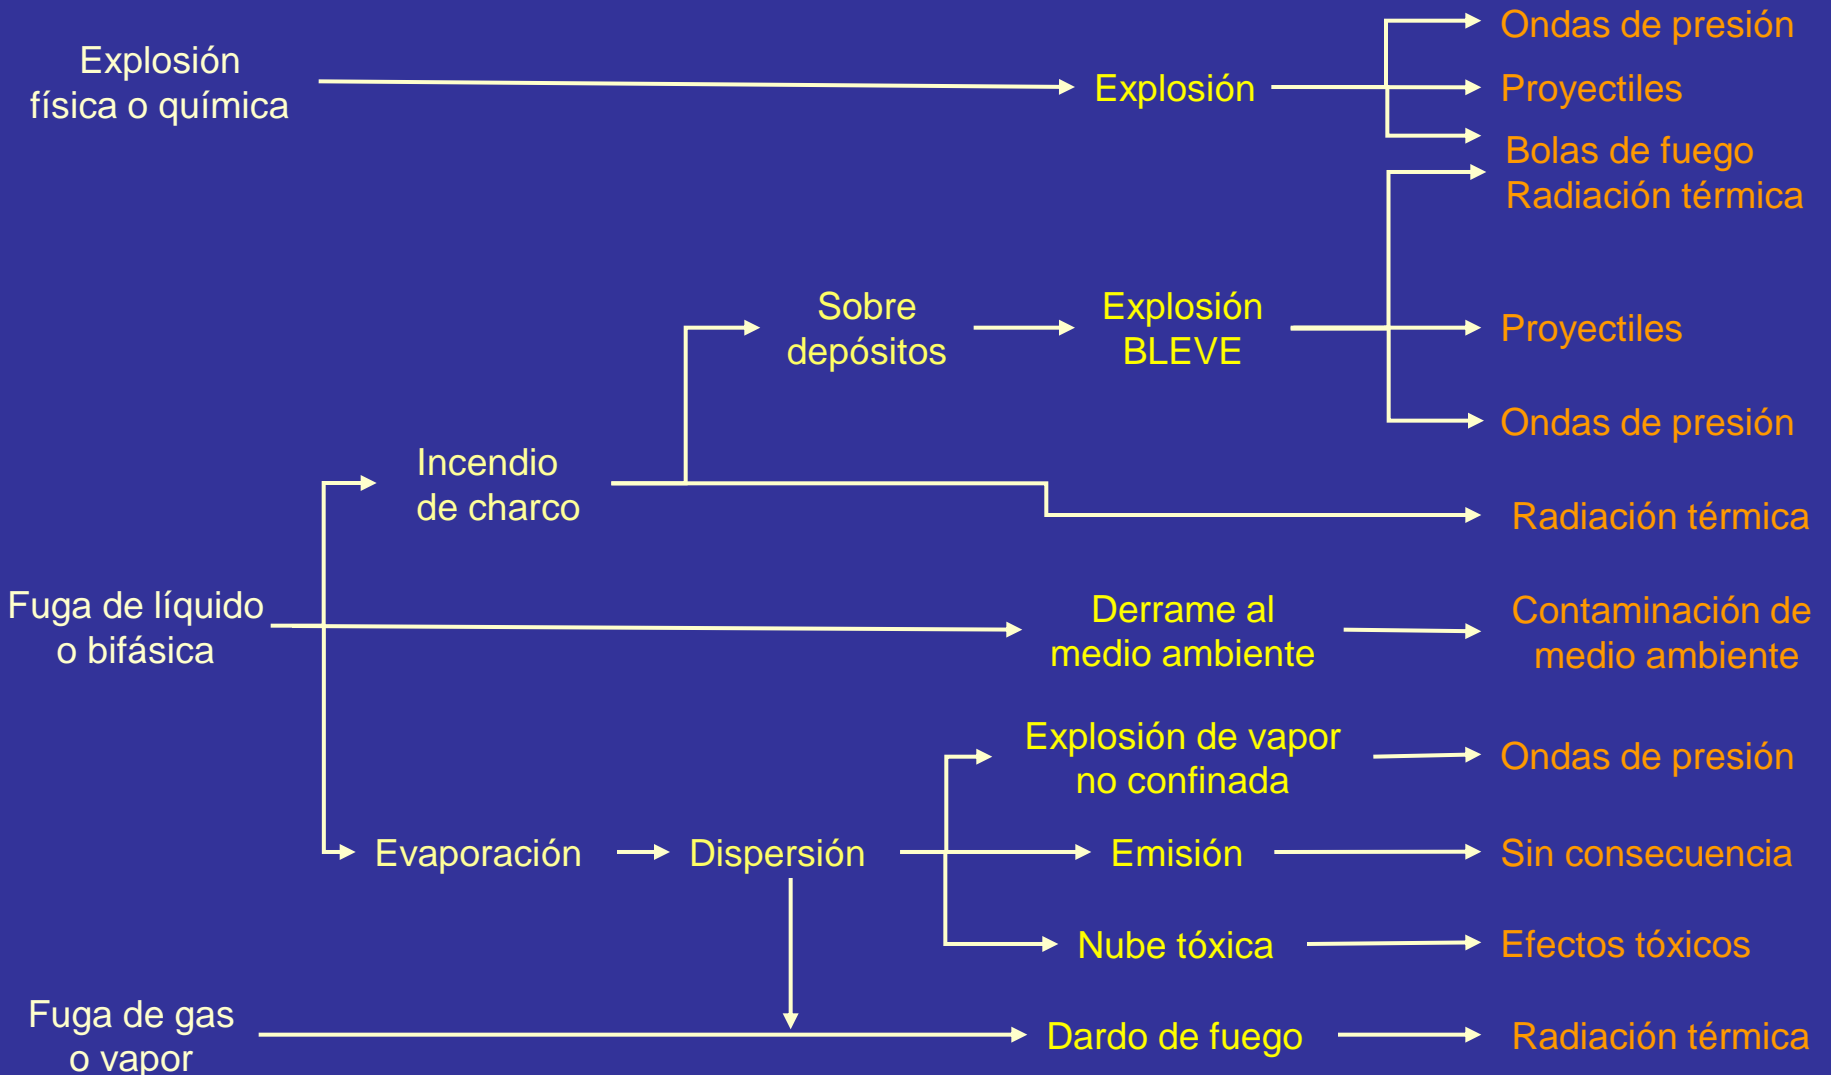 Ondas de presión
Explosión
física o química
Explosión
Proyectiles
Bolas de fuego
Radiación térmica
Sobre
depósitos
Explosión
BLEVE
Proyectiles
Ondas de presión
Incendio
de charco
Radiación térmica
Fuga de líquido
o bifásica
Derrame al
medio ambiente
Contaminación de
medio ambiente
Explosión de vapor
no confinada
Ondas de presión
Evaporación
Dispersión
Emisión
Sin consecuencia
Nube tóxica
Efectos tóxicos
Fuga de gas
o vapor
Dardo de fuego
Radiación térmica